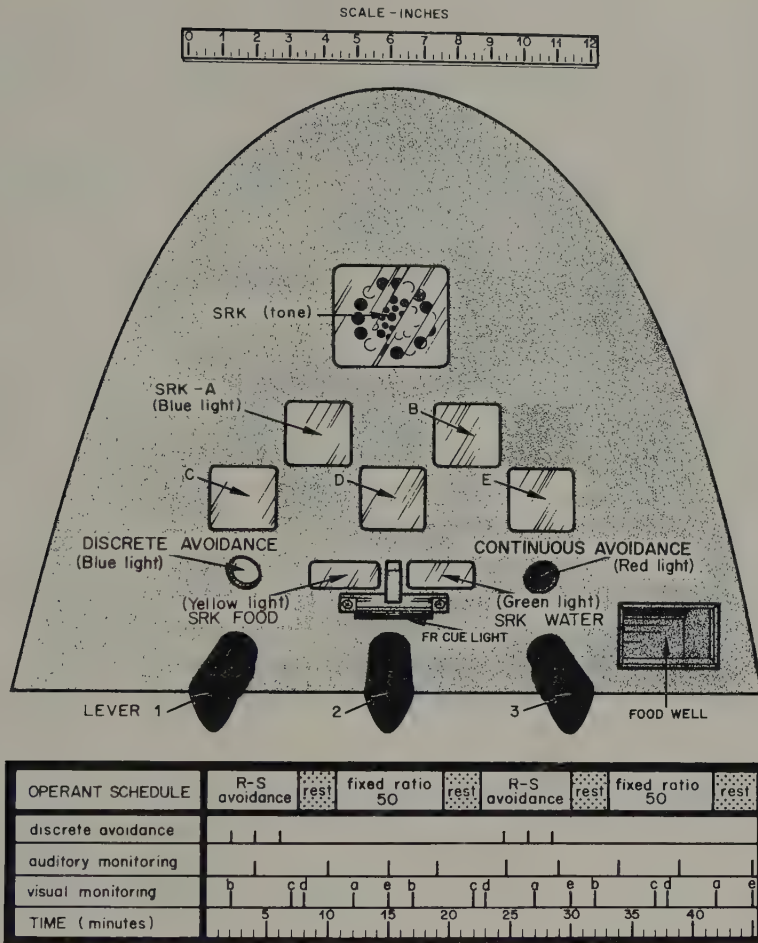 SCALE - INCHES
0 1 2 3 4 5 6 7 8 9 10 11 12
SRK (tone)
SRK - A
(Blue light)
B
C
D
E
DISCRETE AVOIDANCE
(Blue light)
CONTINUOUS AVOIDANCE
(Red light)
(Yellow light)
SRK FOOD
(Green light)
SRK WATER
FR CUE LIGHT
LEVER 1
2
3
FOOD WELL
OPERANT SCHEDULE
R-S
avoidance
rest
fixed ratio
50
rest
R-S
avoidance
rest
fixed ratio
50
rest
discrete avoidance
auditory monitoring
visual monitoring b c d a e b c d a e b c d a e
TIME (minutes) 5 10 15 20 25 30 35 40